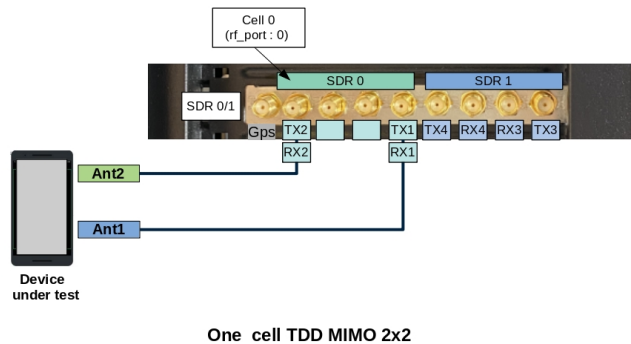 Cell 0
(rf_port : 0)
SDR 0
SDR 1
SDR 0/1
Gps
TX2
TX1
TX4
RX4
RX3
TX3
RX2
RX1
Ant2
Ant1
Device
under test
One cell TDD MIMO 2x2